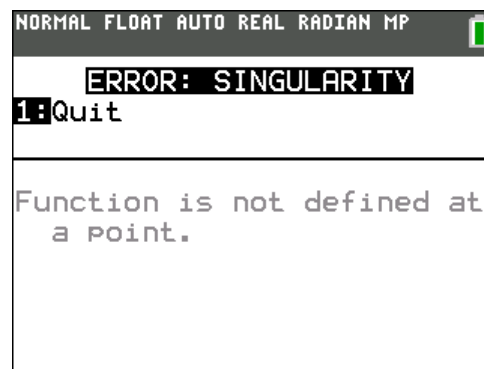 NORMAL FLOAT AUTO REAL RADIAN MP
ERROR: SINGULARITY
1:Quit
Function is not defined at
a point.